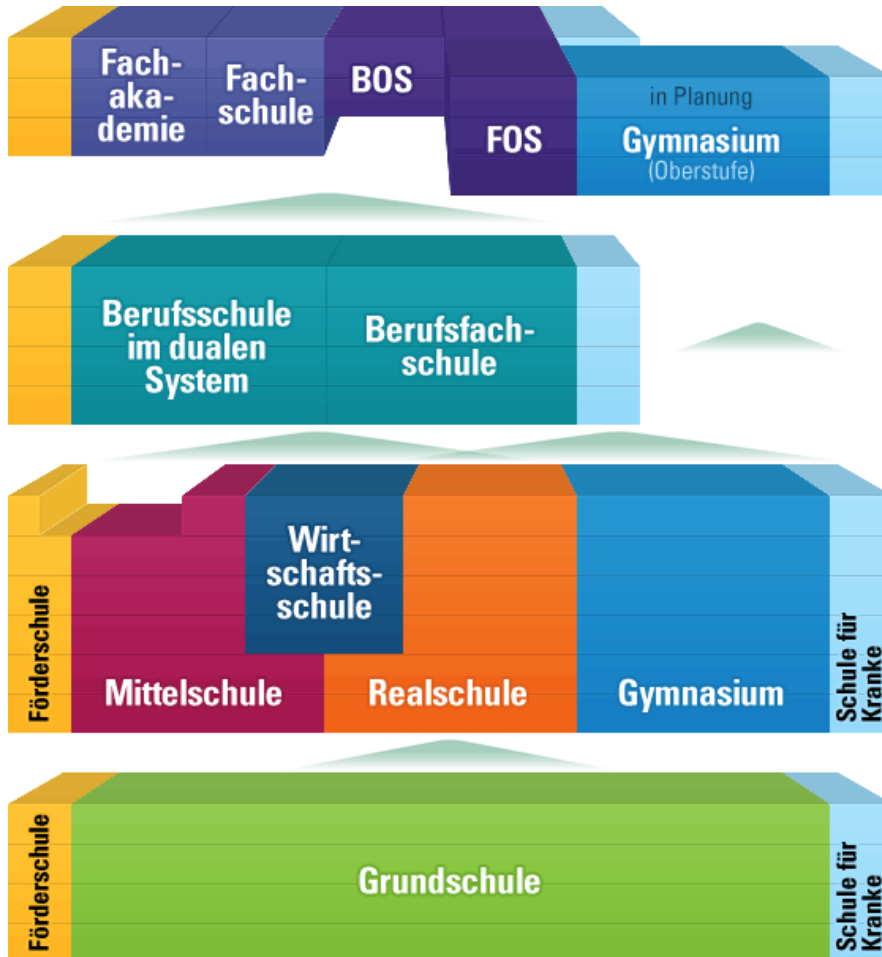 Fach-
aka-
demie
Fach-
schule
BOS
FOS
in Planung
Gymnasium
(Oberstufe)
Berufsschule
im dualen
System
Berufsfach-
schule
Förderschule
Mittelschule
Wirt-
schafts-
schule
Realschule
Gymnasium
Schule für
Kranke
Förderschule
Grundschule
Schule für
Kranke